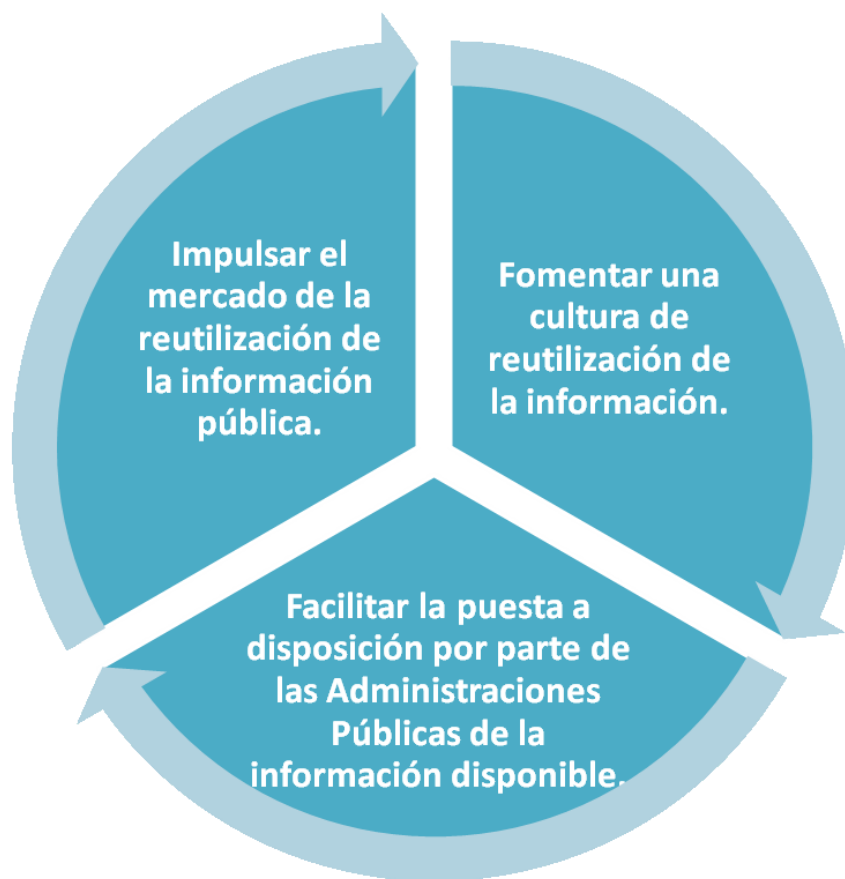 Impulsar el
mercado de la
reutilización de
la información
pública.
Fomentar una
cultura de
reutilización de
la información.
Facilitar la puesta a
disposición por parte de
las Administraciones
Públicas de la
información disponible.